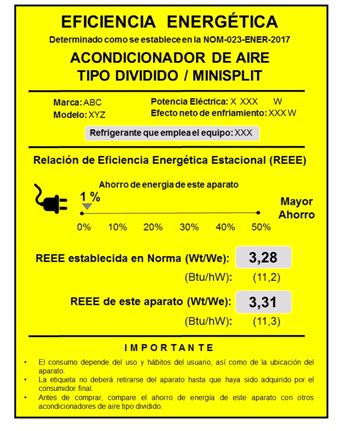 EFICIENCIA ENERGÉTICA
Determinado como se establece en la NOM-023-ENER-2017
ACONDICIONADOR DE AIRE
TIPO DIVIDIDO / MINISPLIT
Marca: ABC
Modelo: XYZ
Potencia Eléctrica: X XXX W
Efecto neto de enfriamiento: XXX W
Refrigerante que emplea el equipo: XXX
Relación de Eficiencia Energética Estacional (REEE)
Ahorro de energia de este aparato
1 %
0% 10% 20% 30% 40% 50%
Mayor
Ahorro
REEE establecida en Norma (Wt/We): 3,28
(Btu/hW): (11,2)
REEE de este aparato (Wt/We): 3,31
(Btu/hW): (11,3)
I M P O R T A N T E
• El consumo depende del uso y hábitos del usuario, así como de la ubicación del
aparato.
• La etiqueta no deberá retirarse del aparato hasta que haya sido adquirido por el
consumidor final.
• Antes de comprar, compare el ahorro de energía de este aparato con otros
acondicionadores de aire tipo dividido.